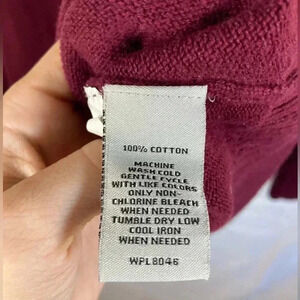 100% COTTON
MACHINE
WASH COLD
GENTLE CYCLE
WITH LIKE COLORS
ONLY NON-
CHLORINE BLEACH
WHEN NEEDED
TUMBLE DRY LOW
COOL IRON
WHEN NEEDED
WPL8046